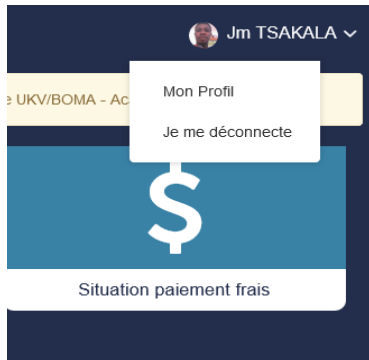 Jm TSAKALA
Mon Profil
e UKV/BOMA - Ac
Je me déconnecte
$
Situation paiement frais